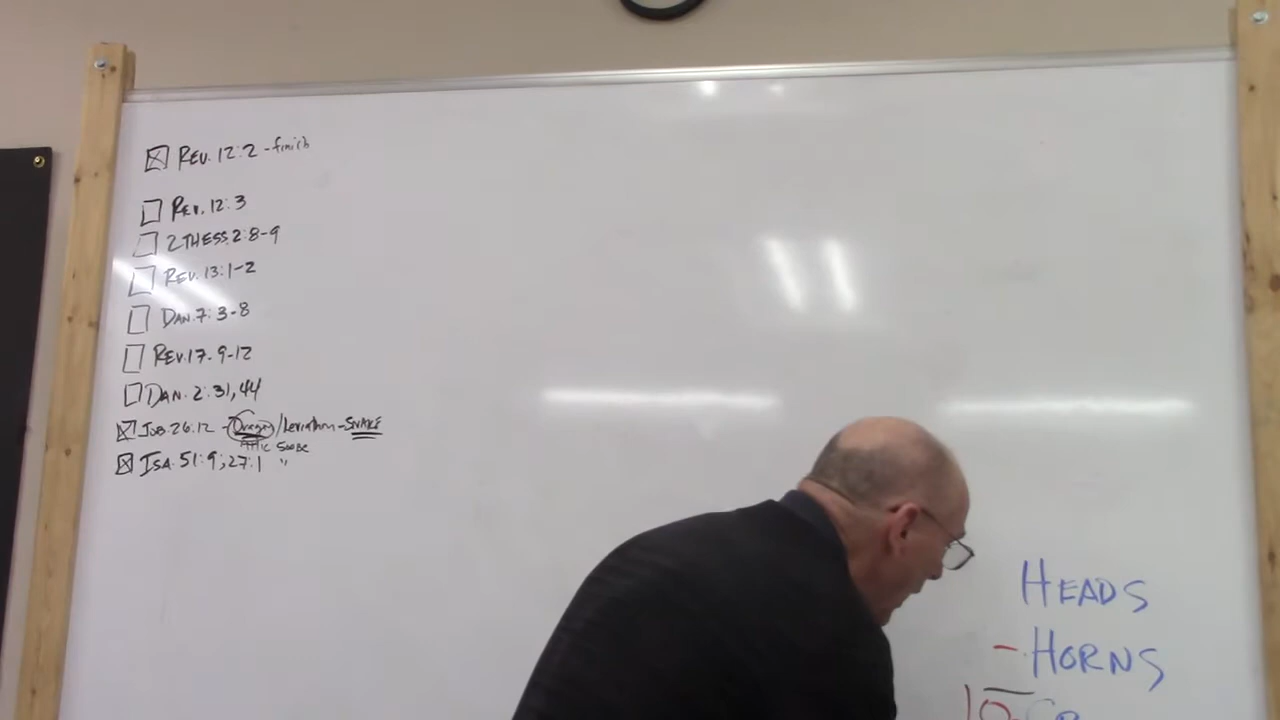 REV. 12:2 - finish
REV. 12:3
2 THESS. 2:8-9
REV. 13:1-2
DAN. 7:3-8
REV. 17-9-12
DAN. 2:31,44
JOB. 26:12 - Dragon/Leviathan-SNAKE
ISA. 51:9;27:1 "
HEADS
- HORNS
10